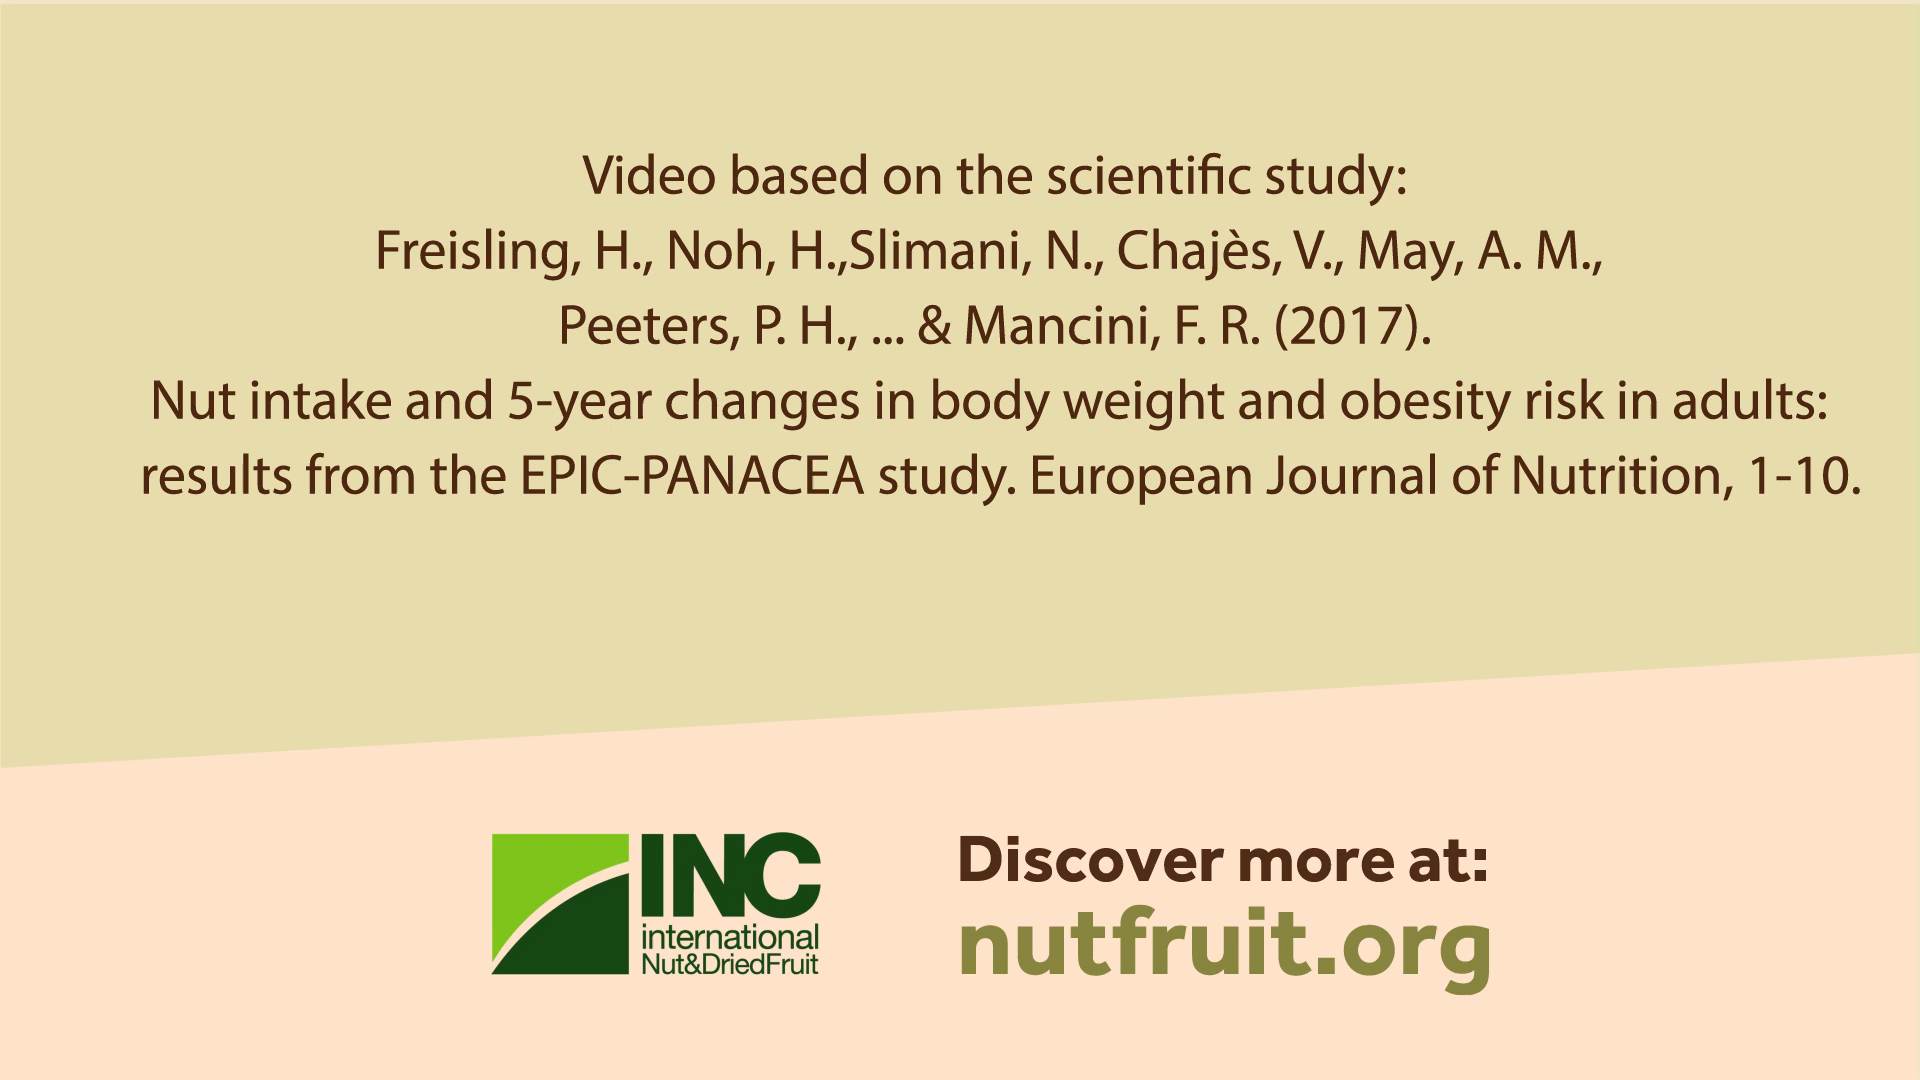 Video based on the scientific study:
Freisling, H., Noh, H.,Slimani, N., Chajès, V., May, A. M.,
Peeters, P. H., ... & Mancini, F. R. (2017).
Nut intake and 5-year changes in body weight and obesity risk in adults:
results from the EPIC-PANACEA study. European Journal of Nutrition, 1-10.
INC
international
Nut&DriedFruit
Discover more at:
nutfruit.org